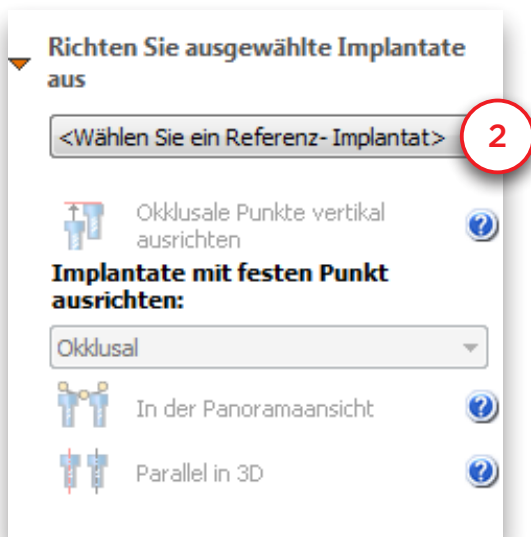 Richten Sie ausgewählte Implantate
aus
<Wählen Sie ein Referenz- Implantat>
2
Okklusale Punkte vertikal
ausrichten
?
Implantate mit festen Punkt
ausrichten:
Okklusal
In der Panoramaansicht
?
Parallel in 3D
?